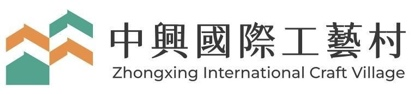 中興國際工藝村
Zhongxing International Craft Village